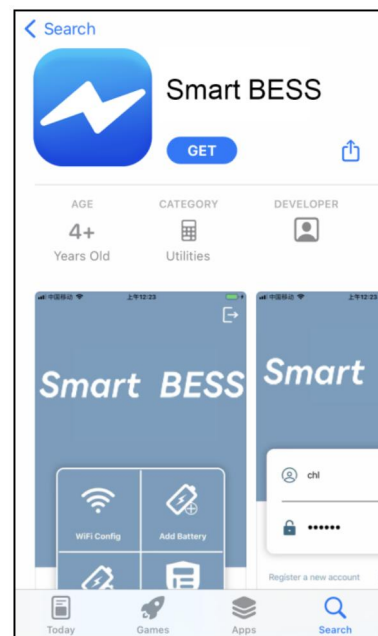 Search
Smart BESS
GET
AGE
CATEGORY
DEVELOPER
4+
Years Old
Utilities
中国移动
上午12:23
Smart BESS
WiFi Config
Add Battery
中国移动
上午12:23
Smart
chl
••••••
Register a new account
Today
Games
Apps
Search